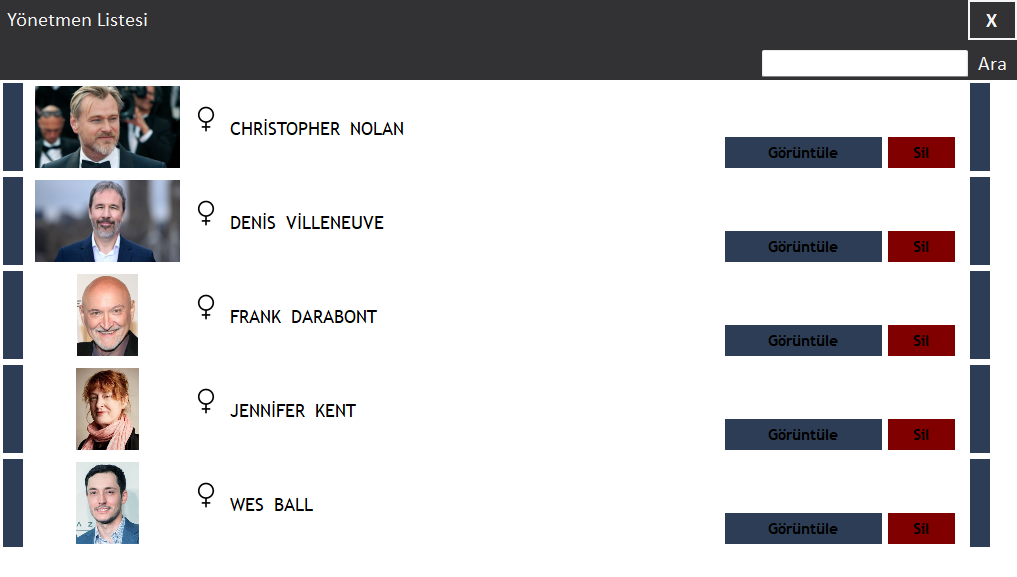 Yönetmen Listesi
X
Ara
CHRİSTOPHER NOLAN
Görüntüle
Sil
DENİS VİLLENEUVE
Görüntüle
Sil
FRANK DARABONT
Görüntüle
Sil
JENNİFER KENT
Görüntüle
Sil
WES BALL
Görüntüle
Sil